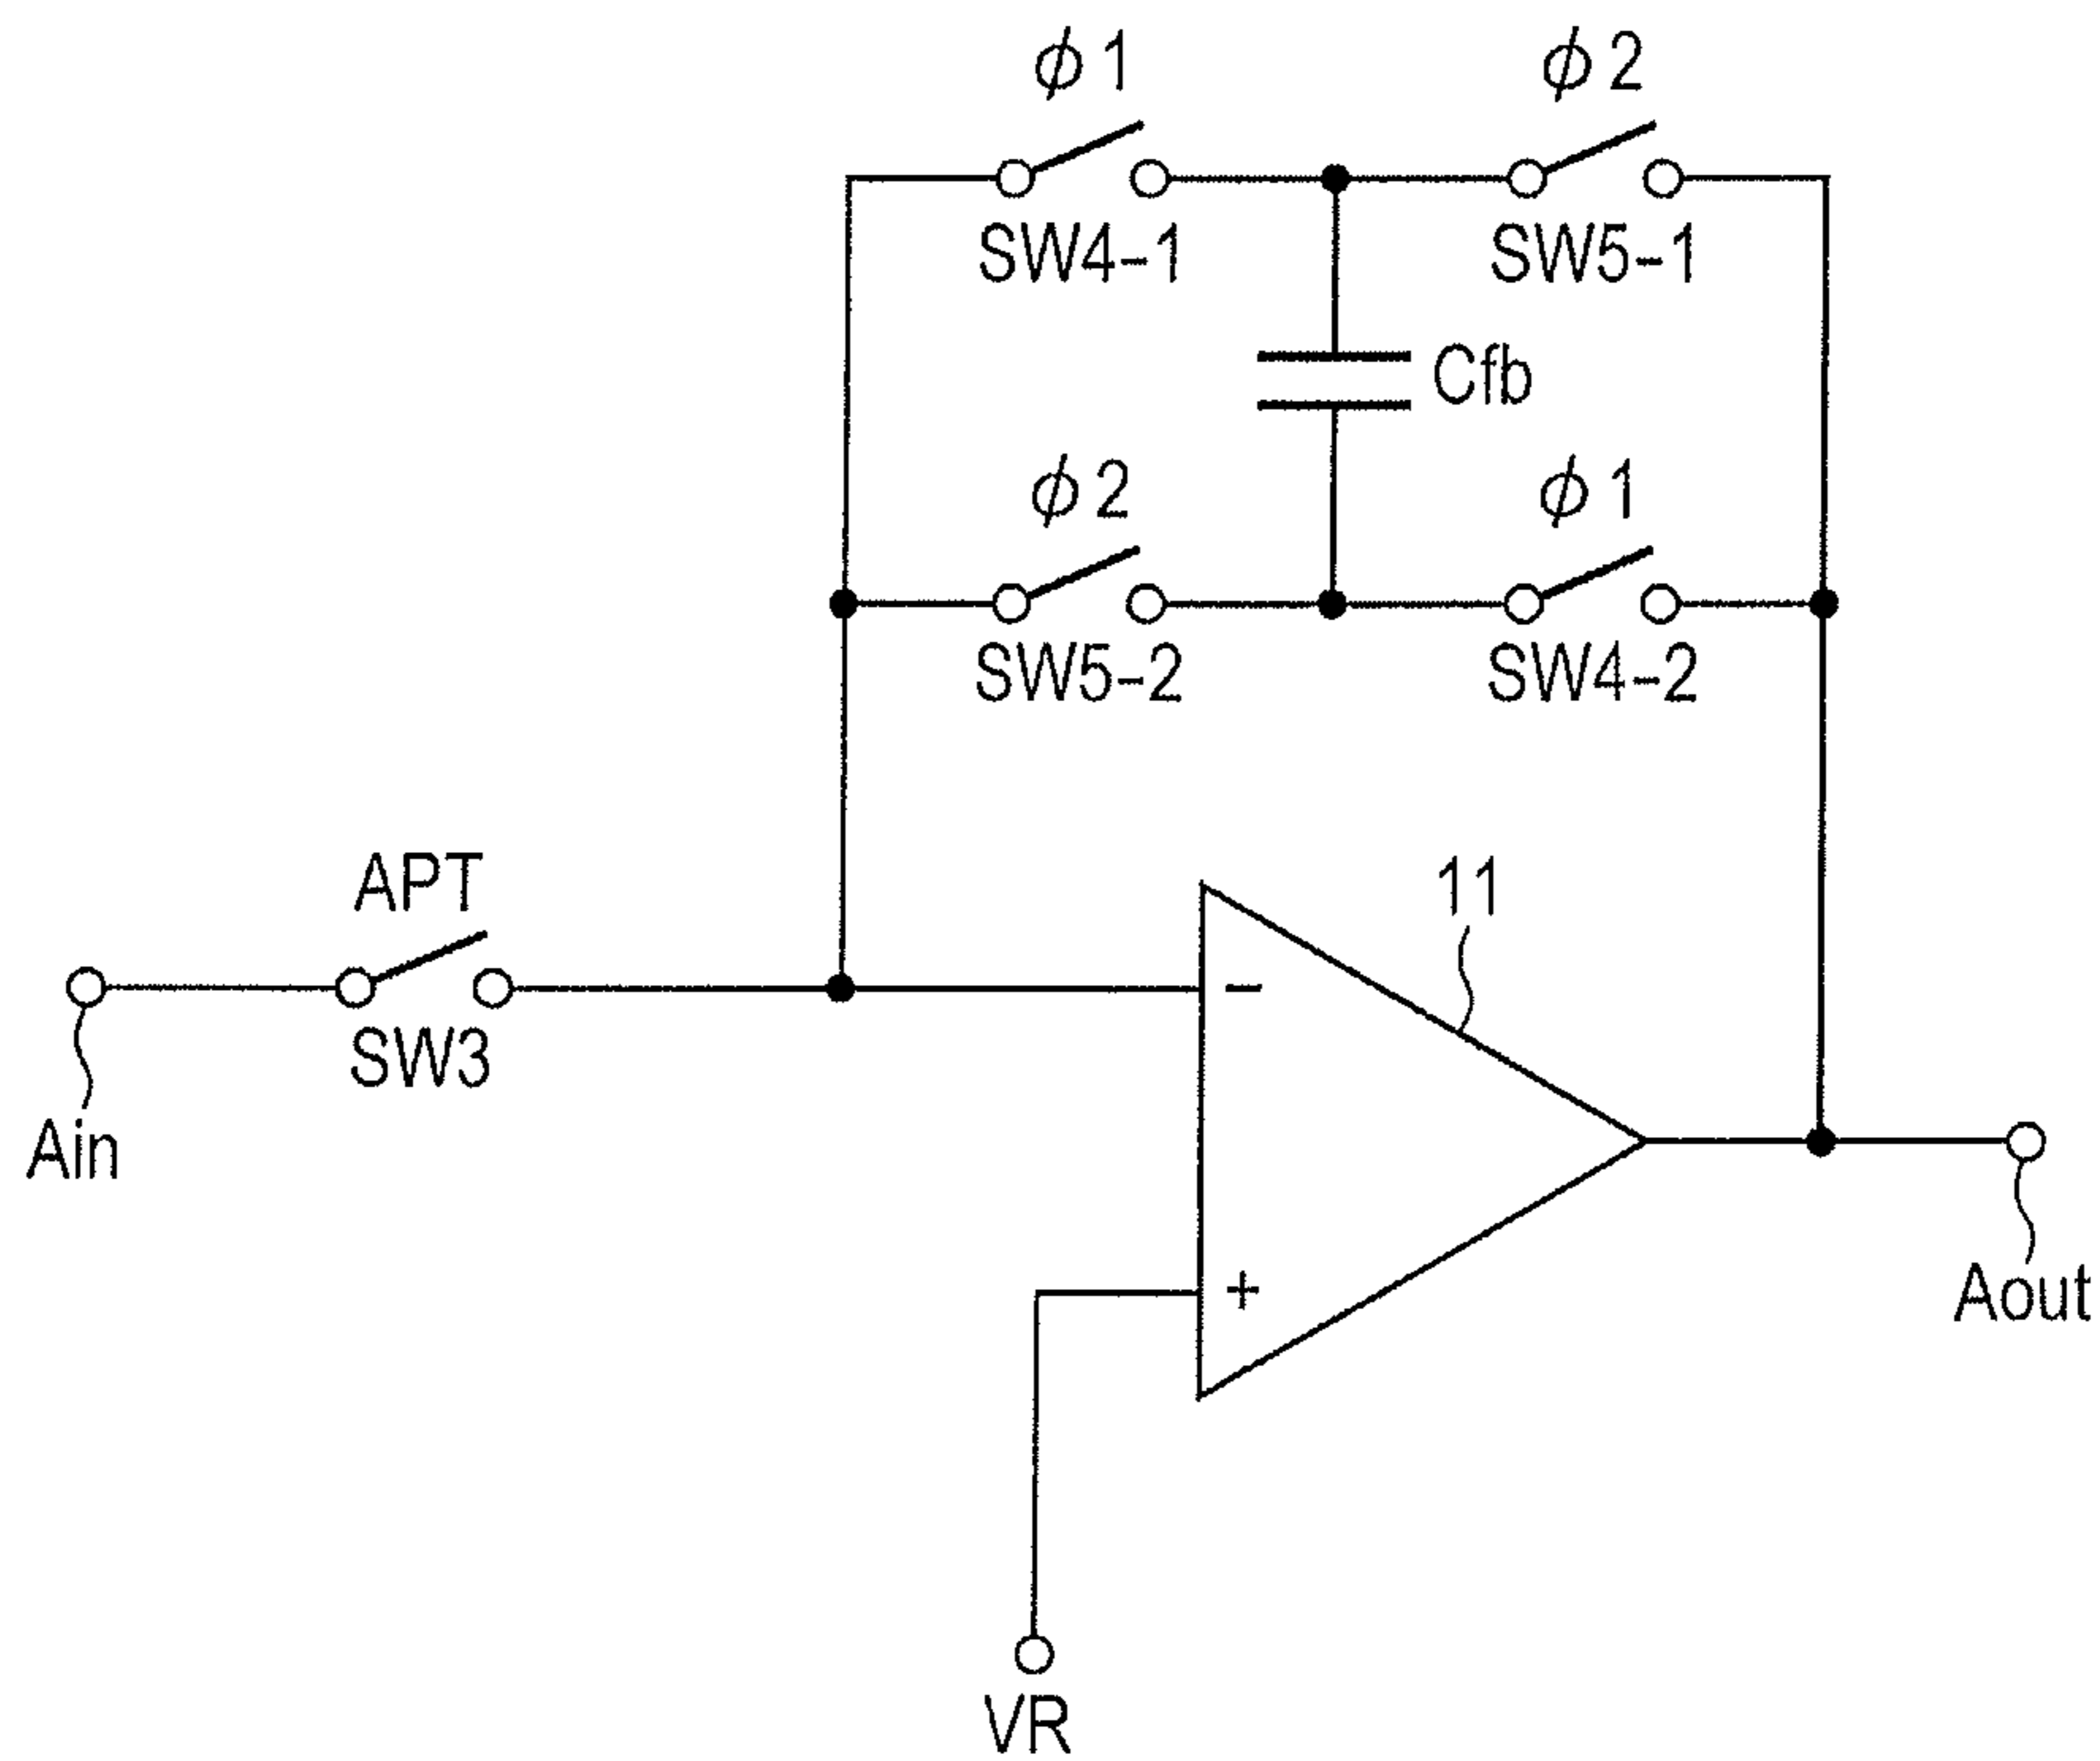 ϕ1
ϕ2
SW4-1
SW5-1
Cfb
ϕ2
ϕ1
SW5-2
SW4-2
APT
11
SW3
-
Ain
+
Aout
VR